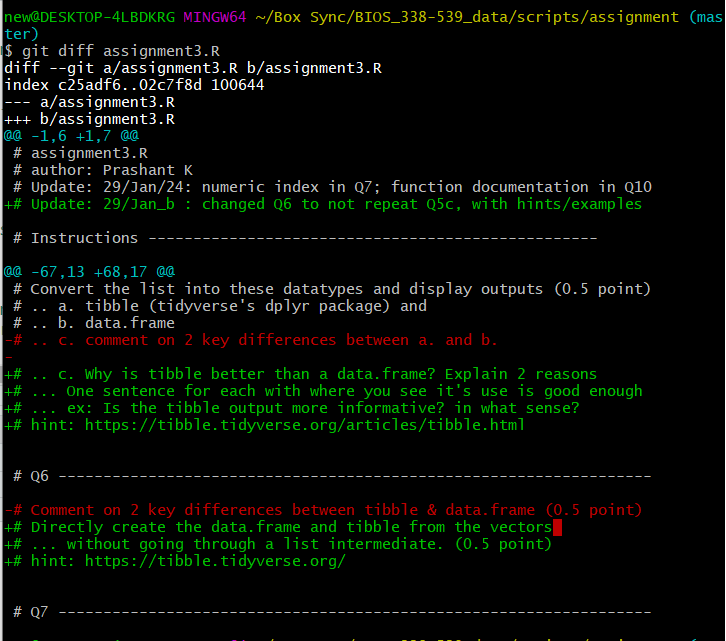 new@DESKTOP-4LBDKRG MINGW64 ~/Box Sync/BIOS_338-539_data/scripts/assignment (mas
ter)
$ git diff assignment3.R
diff --git a/assignment3.R b/assignment3.R
index c25adf6..02c7f8d 100644
--- a/assignment3.R
+++ b/assignment3.R
@@ -1,6 +1,7 @@
 # assignment3.R
 # author: Prashant K
 # Update: 29/Jan/24: numeric index in Q7; function documentation in Q10
+# Update: 29/Jan_b : changed Q6 to not repeat Q5c, with hints/examples
 # Instructions -------------------------------------------------
@@ -67,13 +68,17 @@
 # Convert the list into these datatypes and display outputs (0.5 point)
 # .. a. tibble (tidyverse's dplyr package) and
 # .. b. data.frame
-# .. c. comment on 2 key differences between a. and b.
-
+# .. c. Why is tibble better than a data.frame? Explain 2 reasons
+# ... One sentence for each with where you see it's use is good enough
+# ... ex: Is the tibble output more informative? in what sense?
+# hint: https://tibble.tidyverse.org/articles/tibble.html
 # Q6 ----------------------------------------------------------------
-# Comment on 2 key differences between tibble & data.frame (0.5 point)
+# Directly create the data.frame and tibble from the vectors
+# ... without going through a list intermediate. (0.5 point)
+# hint: https://tibble.tidyverse.org/
 # Q7 ----------------------------------------------------------------